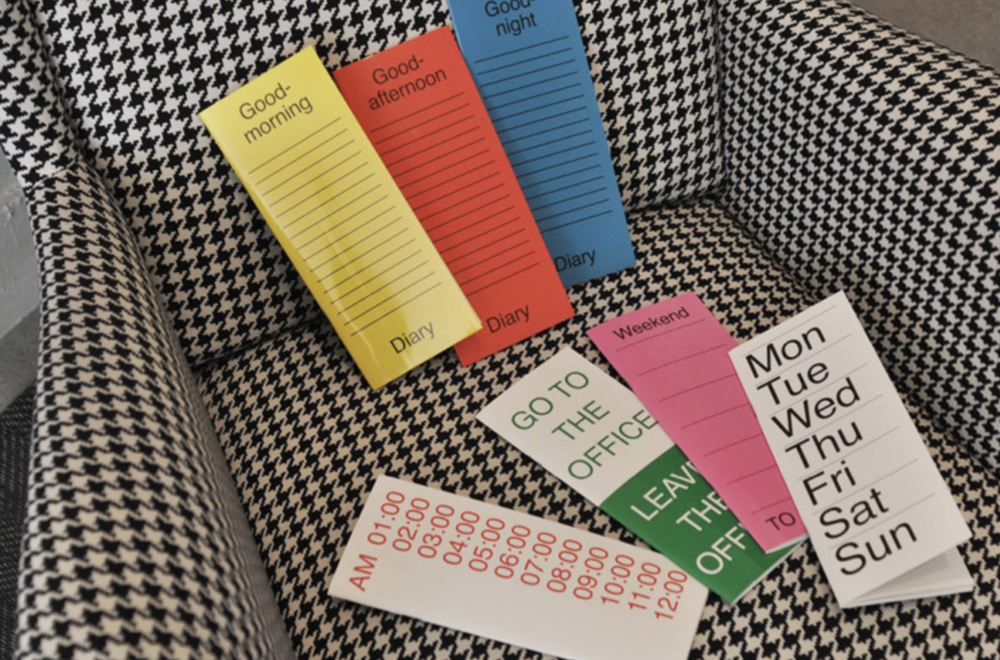 Good-
morning
Diary
Good-
afternoon
Diary
Good-
night
Diary
GO TO
THE
OFFICE
THE
Weekend
TO
Mon
Tue
Wed
Thu
Fri
Sat
Sun
AM 01:00
02:00
03:00
04:00
05:00
06:00
07:00
08:00
09:00
10:00
11:00
12:00